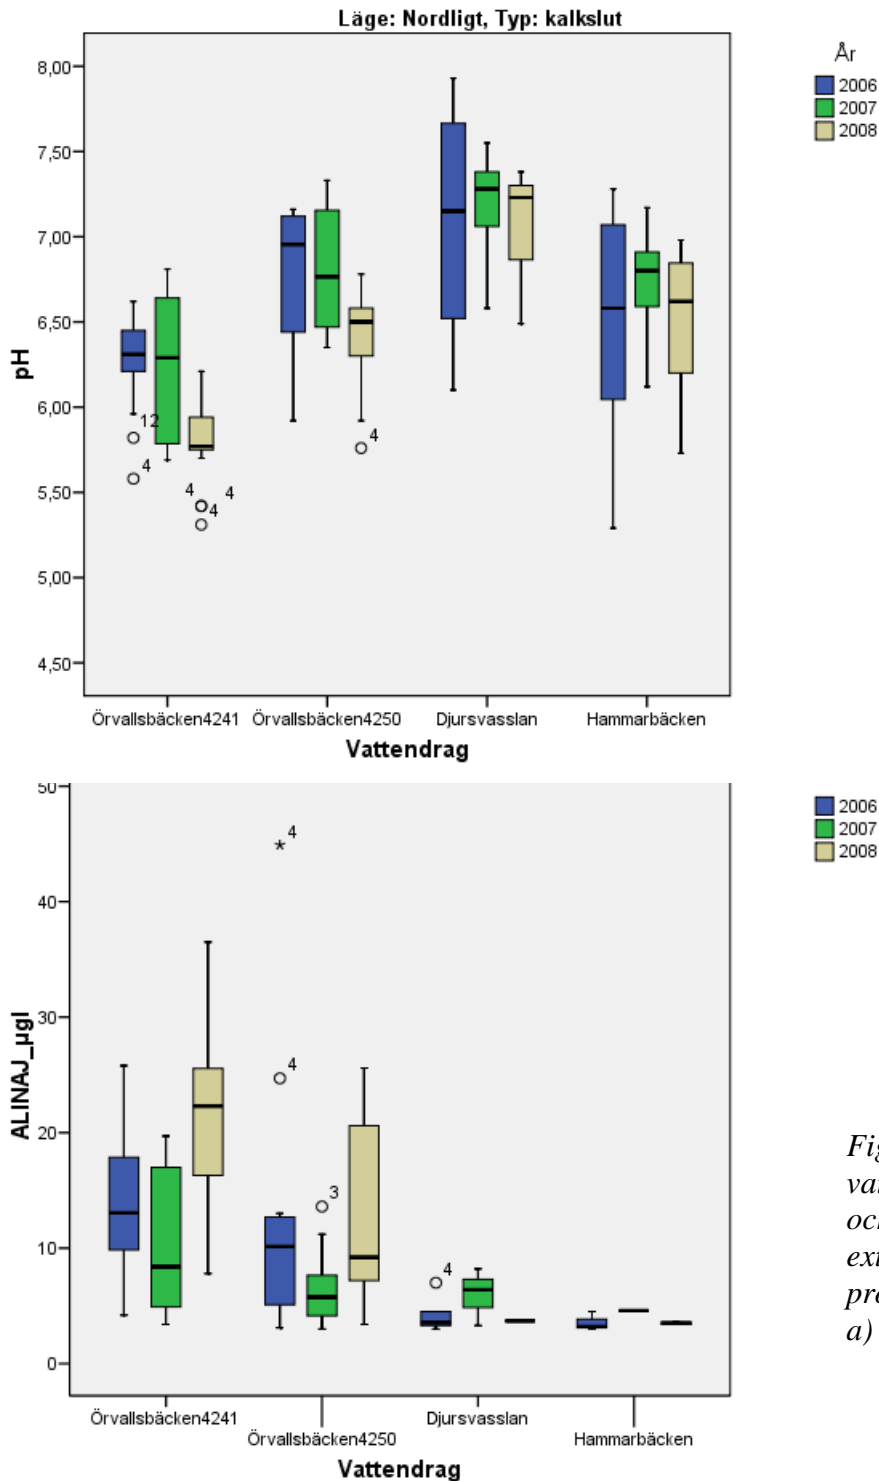 Läge: Nordligt, Typ: kalkslut
År
2006
2007
2008
8,00
7,50
7,00
6,50
6,00
5,50
5,00
4,50
pH
12
4
4
4
4
4
Örvallsbäcken4241
Örvallsbäcken4250
Djursvasslan
Hammarbäcken
Vattendrag
2006
2007
2008
50
40
30
20
10
0
ALINAJ_µgl
4
4
3
4
Örvallsbäcken4241
Örvallsbäcken4250
Djursvasslan
Hammarbäcken
Vattendrag
a)